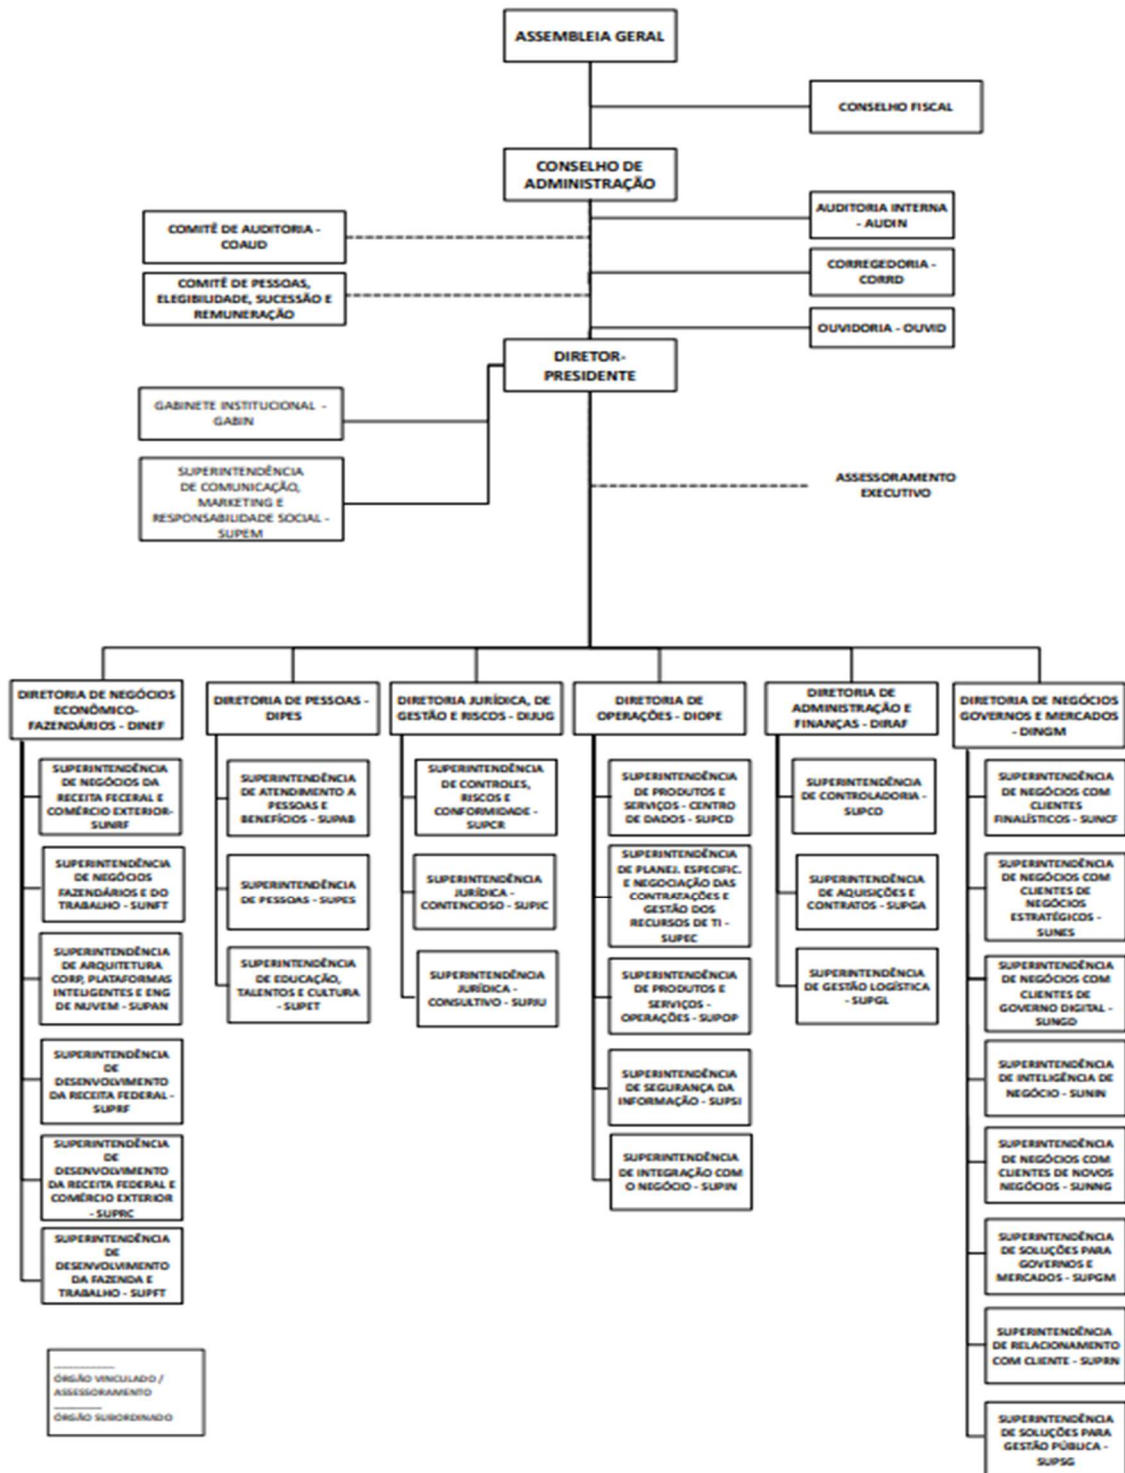 ASSEMBLEIA GERAL
CONSELHO FISCAL
CONSELHO DE
ADMINISTRAÇÃO
AUDITORIA INTERNA
- AUDIN
COMITÊ DE AUDITORIA -
COAUD
CORREGEDORIA -
CORRD
COMITÊ DE PESSOAS,
ELEGIBILIDADE, SUCESSÃO E
REMUNERAÇÃO
OUVIDORIA - OUVID
DIRETOR-
PRESIDENTE
GABINETE INSTITUCIONAL -
GABIN
SUPERINTENDÊNCIA
DE COMUNICAÇÃO,
MARKETING E
RESPONSABILIDADE SOCIAL -
SUPEM
ASSESSORAMENTO
EXECUTIVO
DIRETORIA DE NEGÓCIOS
ECONÔMICO-
FAZENDÁRIOS - DINEF
SUPERINTENDÊNCIA
DE NEGÓCIOS DA
RECEITA FEDERAL E
COMÉRCIO EXTERIOR-
SUNRF
SUPERINTENDÊNCIA
DE NEGÓCIOS
FAZENDÁRIOS E DO
TRABALHO - SUNFT
SUPERINTENDÊNCIA
DE ARQUITETURA
CORP, PLATAFORMAS
INTELIGENTES E ENG
DE NUVEM - SUPAN
SUPERINTENDÊNCIA
DE
DESENVOLVIMENTO
DA RECEITA FEDERAL -
SUPRF
SUPERINTENDÊNCIA
DE
DESENVOLVIMENTO
DA RECEITA FEDERAL E
COMÉRCIO EXTERIOR
- SUPRC
SUPERINTENDÊNCIA
DE
DESENVOLVIMENTO
DA FAZENDA E
TRABALHO - SUPFT
DIRETORIA DE PESSOAS -
DIPES
SUPERINTENDÊNCIA
DE ATENDIMENTO A
PESSOAS E
BENEFÍCIOS - SUPAB
SUPERINTENDÊNCIA
DE PESSOAS - SUPES
SUPERINTENDÊNCIA
DE EDUCAÇÃO,
TALENTOS E CULTURA
- SUPET
DIRETORIA JURÍDICA, DE
GESTÃO E RISCOS - DIJUG
SUPERINTENDÊNCIA
DE CONTROLES,
RISCOS E
CONFORMIDADE -
SUPCR
SUPERINTENDÊNCIA
JURÍDICA -
CONTENCIOSO - SUPJC
SUPERINTENDÊNCIA
JURÍDICA -
CONSULTIVO - SUPJU
DIRETORIA DE
OPERAÇÕES - DIOPE
SUPERINTENDÊNCIA
DE PRODUTOS E
SERVIÇOS - CENTRO
DE DADOS - SUPCD
SUPERINTENDÊNCIA
DE PLANEJ. ESPECIFIC.
E NEGOCIAÇÃO DAS
CONTRATAÇÕES E
GESTÃO DOS
RECURSOS DE TI -
SUPEC
SUPERINTENDÊNCIA
DE PRODUTOS E
SERVIÇOS -
OPERAÇÕES - SUPOP
SUPERINTENDÊNCIA
DE SEGURANÇA DA
INFORMAÇÃO - SUPSI
SUPERINTENDÊNCIA
DE INTEGRAÇÃO COM
O NEGÓCIO - SUPIN
DIRETORIA DE
ADMINISTRAÇÃO E
FINANÇAS - DIRAF
SUPERINTENDÊNCIA
DE CONTROLADORIA -
SUPCO
SUPERINTENDÊNCIA
DE AQUISIÇÕES E
CONTRATOS - SUPGA
SUPERINTENDÊNCIA
DE GESTÃO LOGÍSTICA
- SUPGL
DIRETORIA DE NEGÓCIOS
GOVERNOS E MERCADOS
- DINGM
SUPERINTENDÊNCIA
DE NEGÓCIOS COM
CLIENTES
FINALÍSTICOS - SUNCF
SUPERINTENDÊNCIA
DE NEGÓCIOS COM
CLIENTES DE
NEGÓCIOS
ESTRATÉGICOS -
SUNES
SUPERINTENDÊNCIA
DE NEGÓCIOS COM
CLIENTES DE
GOVERNO DIGITAL -
SUNGD
SUPERINTENDÊNCIA
DE INTELIGÊNCIA DE
NEGÓCIO - SUNIN
SUPERINTENDÊNCIA
DE NEGÓCIOS COM
CLIENTES DE NOVOS
NEGÓCIOS - SUNNG
SUPERINTENDÊNCIA
DE SOLUÇÕES PARA
GOVERNOS E
MERCADOS - SUPGM
SUPERINTENDÊNCIA
DE RELACIONAMENTO
COM CLIENTE - SUPRN
SUPERINTENDÊNCIA
DE SOLUÇÕES PARA
GESTÃO PÚBLICA -
SUPSG
ÓRGÃO VINCULADO /
ASSESSORAMENTO
ÓRGÃO SUBORDINADO